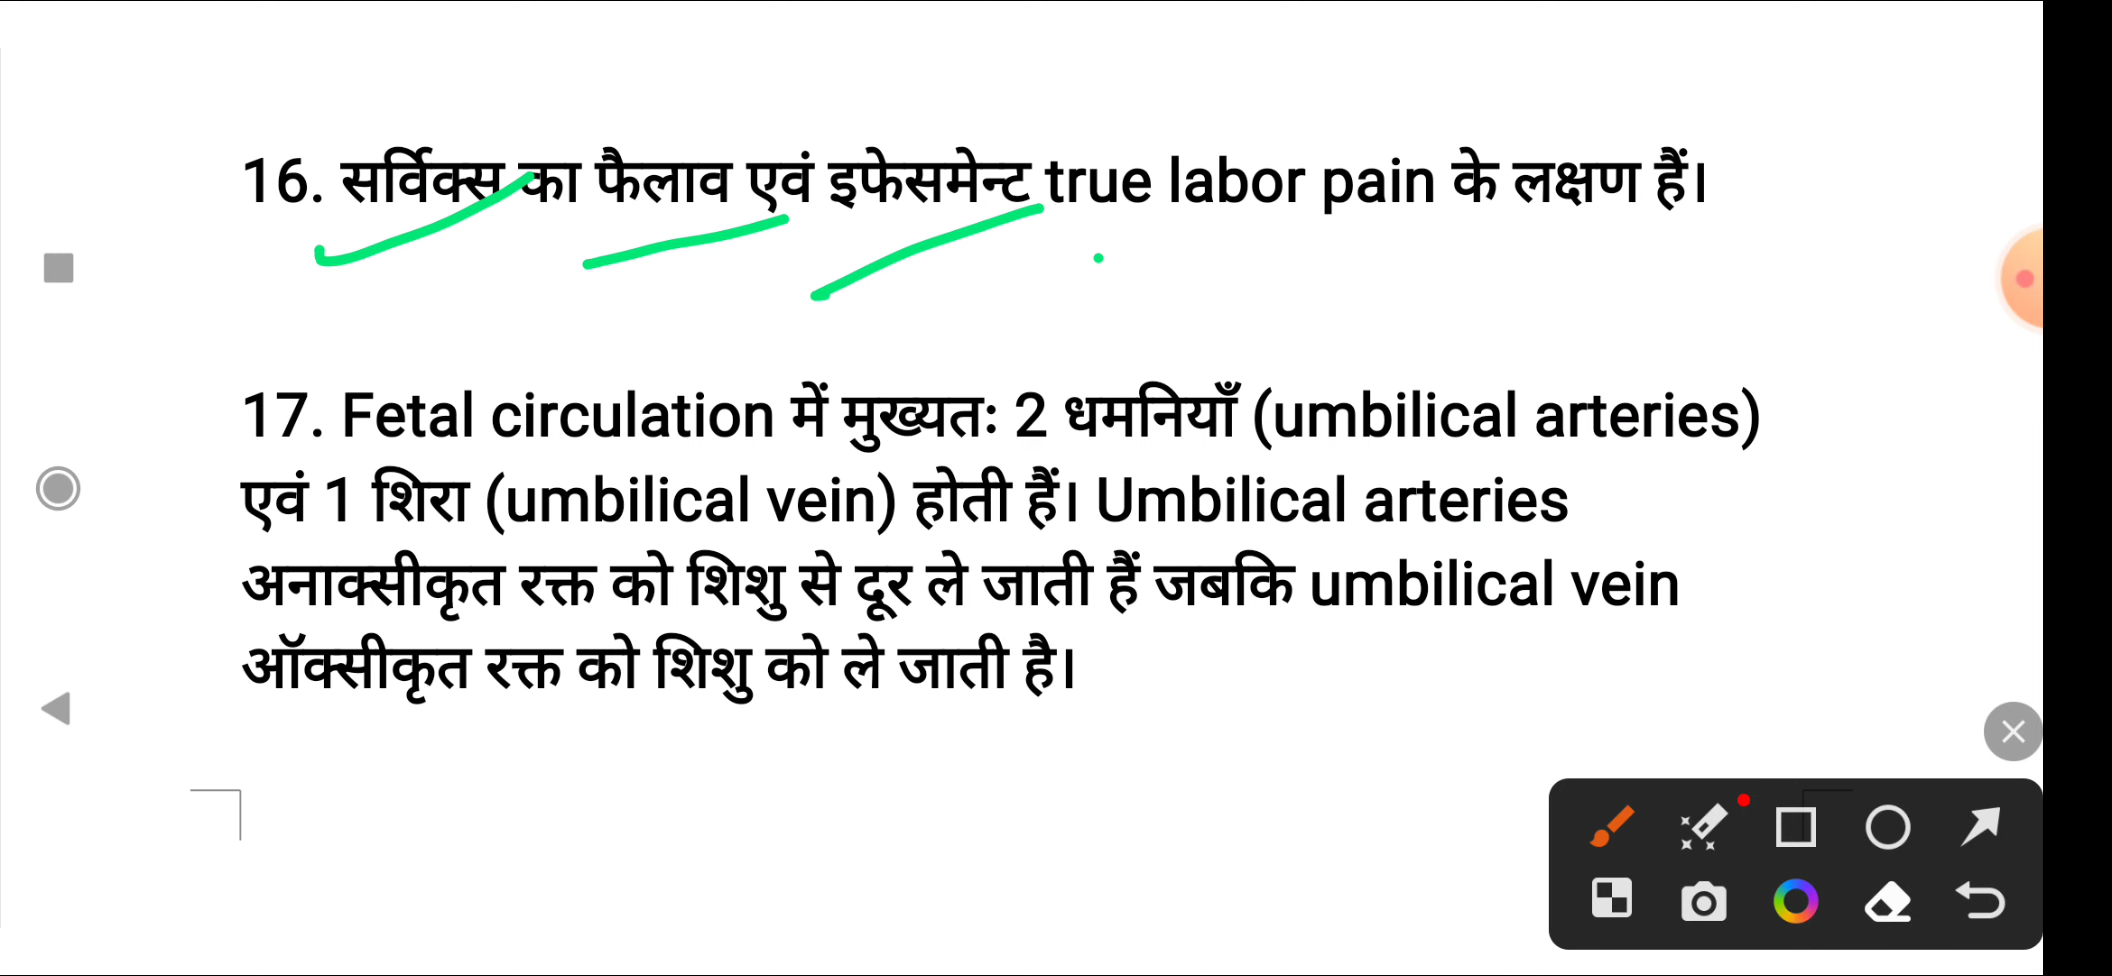 16. सर्विक्स का फैलाव एवं इफेसमेन्ट true labor pain के लक्षण हैं।
17. Fetal circulation में मुख्यतः 2 धमनियाँ (umbilical arteries)
एवं 1 शिरा (umbilical vein) होती हैं। Umbilical arteries
अनाक्सीकृत रक्त को शिशु से दूर ले जाती हैं जबकि umbilical vein
ऑक्सीकृत रक्त को शिशु को ले जाती है।